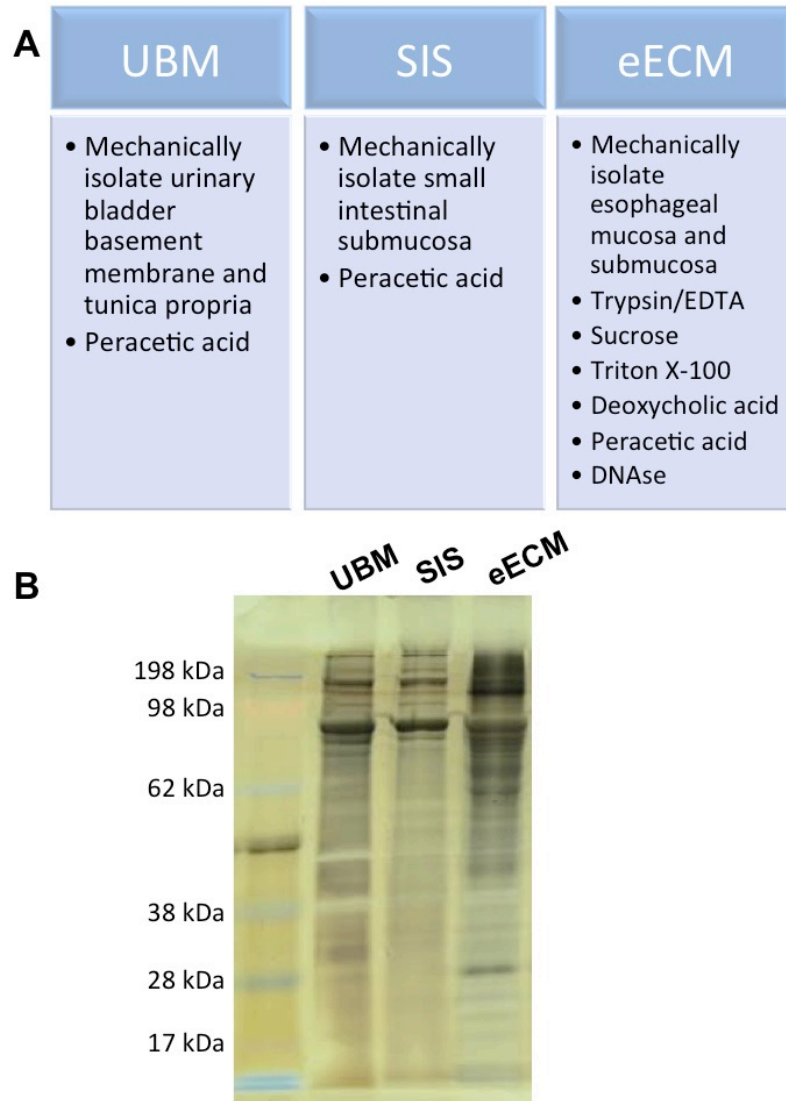 A
UBM
SIS
eECM
• Mechanically
isolate urinary
bladder
basement
membrane and
tunica propria
• Peracetic acid
• Mechanically
isolate small
intestinal
submucosa
• Peracetic acid
• Mechanically
isolate
esophageal
mucosa and
submucosa
• Trypsin/EDTA
• Sucrose
• Triton X-100
• Deoxycholic acid
• Peracetic acid
• DNAse
B
UBM
SIS
eECM
198 kDa
98 kDa
62 kDa
38 kDa
28 kDa
17 kDa